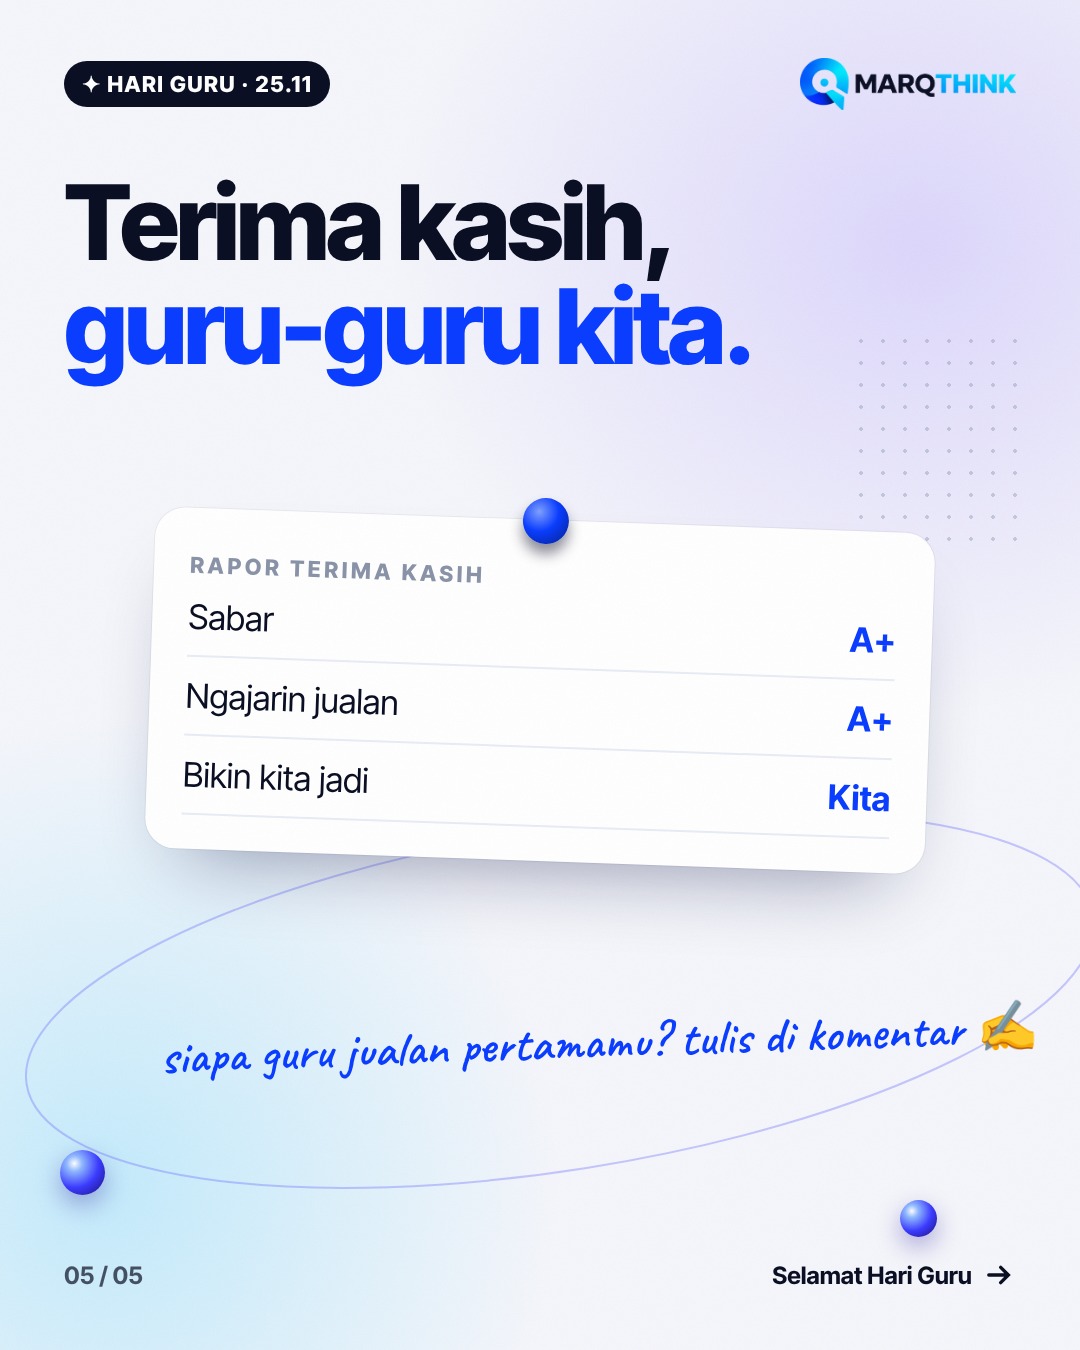 ✦ HARI GURU · 25.11
MARQTHINK
Terima kasih,
guru-guru kita.
RAPOR TERIMA KASIH
Sabar A+
Ngajarin jualan A+
Bikin kita jadi Kita
siapa guru jualan pertamamu? tulis di komentar ✍️
05 / 05
Selamat Hari Guru →